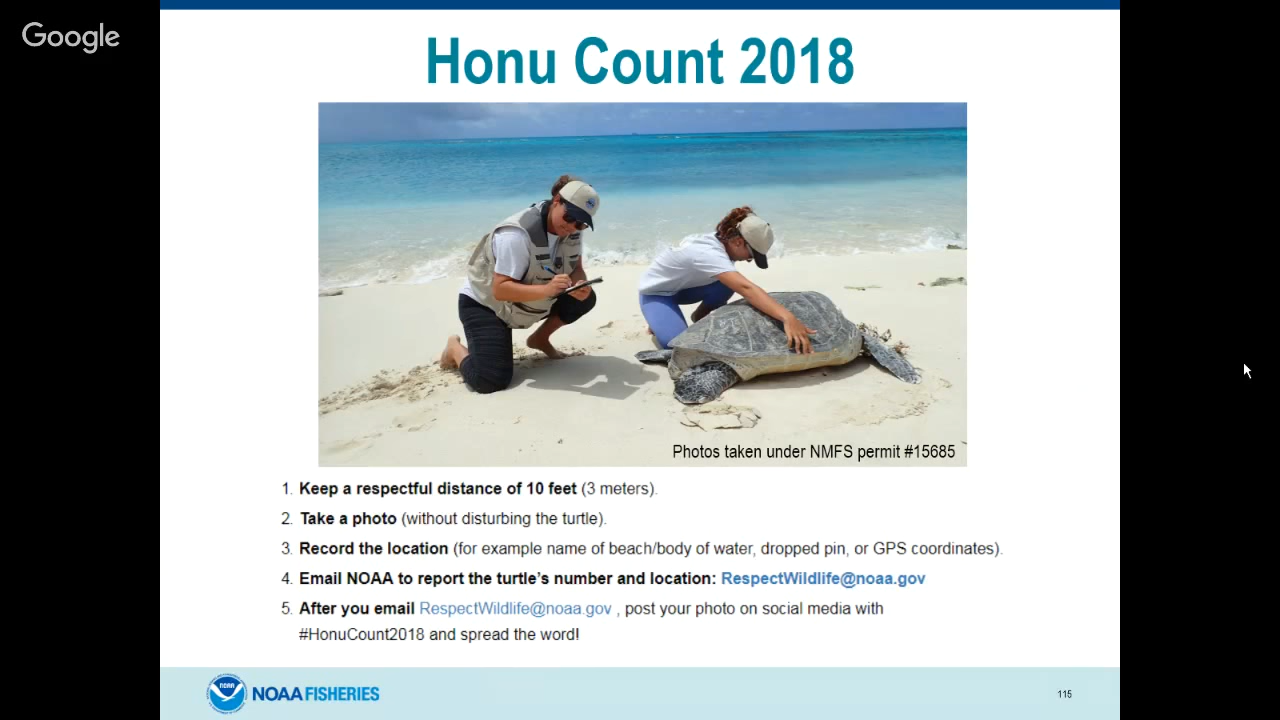 Google
Honu Count 2018
Photos taken under NMFS permit #15685
1. Keep a respectful distance of 10 feet (3 meters).
2. Take a photo (without disturbing the turtle).
3. Record the location (for example name of beach/body of water, dropped pin, or GPS coordinates).
4. Email NOAA to report the turtle's number and location: RespectWildlife@noaa.gov
5. After you email RespectWildlife@noaa.gov , post your photo on social media with
#HonuCount2018 and spread the word!
NOAA
NOAA FISHERIES
115